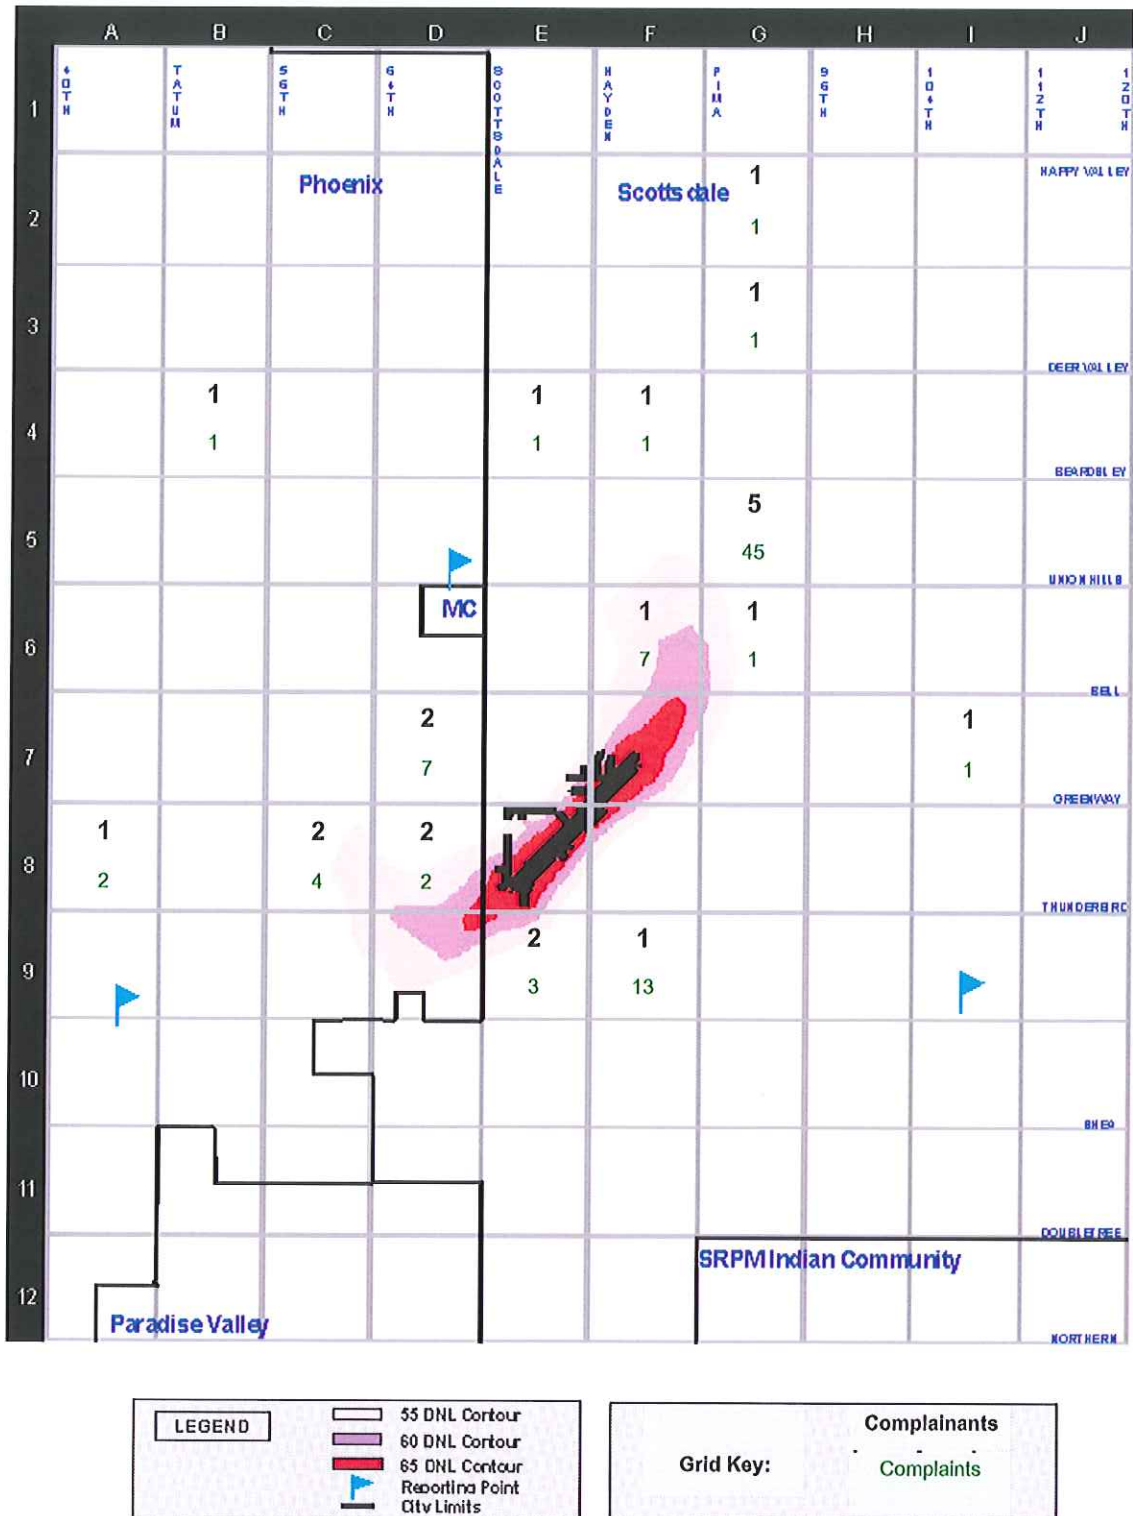 A B C D E F G H I J
1 40TH TATUM 56TH 64TH SCOTTSDALE HAYDEN PIMA 96TH 104TH 112TH 120TH
Phoenix Scottsdale 1 HAPPY VALLEY
2 1
1
3 1
DEER VALLEY
1 1 1
4 1 1 1
BEARDSLEY
5
5 45
UNION HILLS
MC 1 1
6 7 1
BELL
2 1
7 7 1
GREENWAY
1 2 2
8 2 4 2
THUNDERBRD
2 1
9 3 13
10
SHEA
11
DOUBLETREE
SRPM Indian Community
12
Paradise Valley
NORTHERN
LEGEND
55 DNL Contour
60 DNL Contour
65 DNL Contour
Reporting Point
City Limits
Grid Key:
Complainants
Complaints